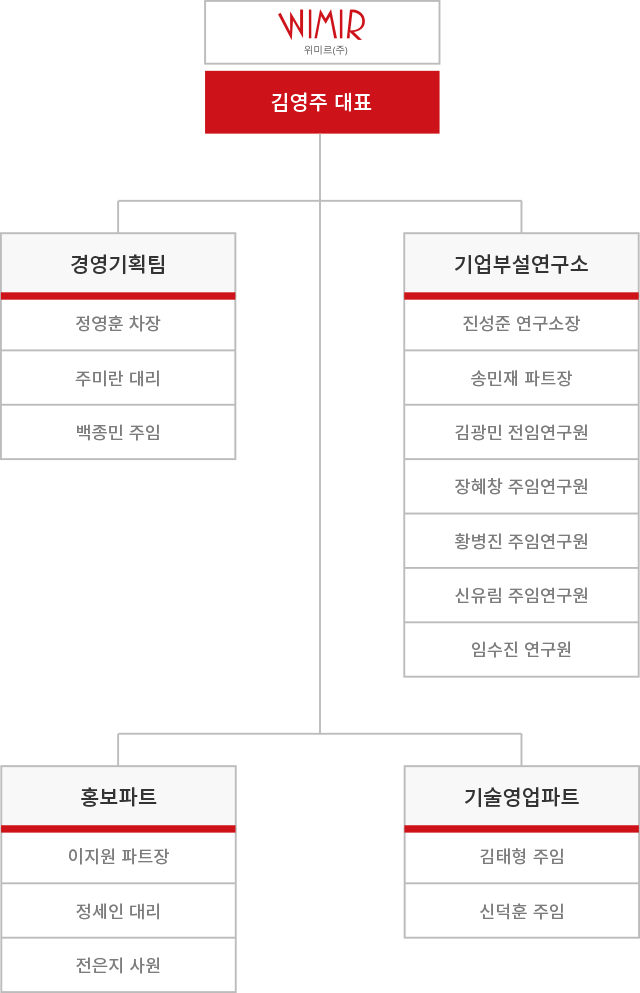 WIMIR
위미르(주)
김영주 대표
경영기획팀
정영훈 차장
주미란 대리
백종민 주임
기업부설연구소
진성준 연구소장
송민재 파트장
김광민 전임연구원
장혜창 주임연구원
황병진 주임연구원
신유림 주임연구원
임수진 연구원
홍보파트
이지원 파트장
정세인 대리
전은지 사원
기술영업파트
김태형 주임
신덕훈 주임